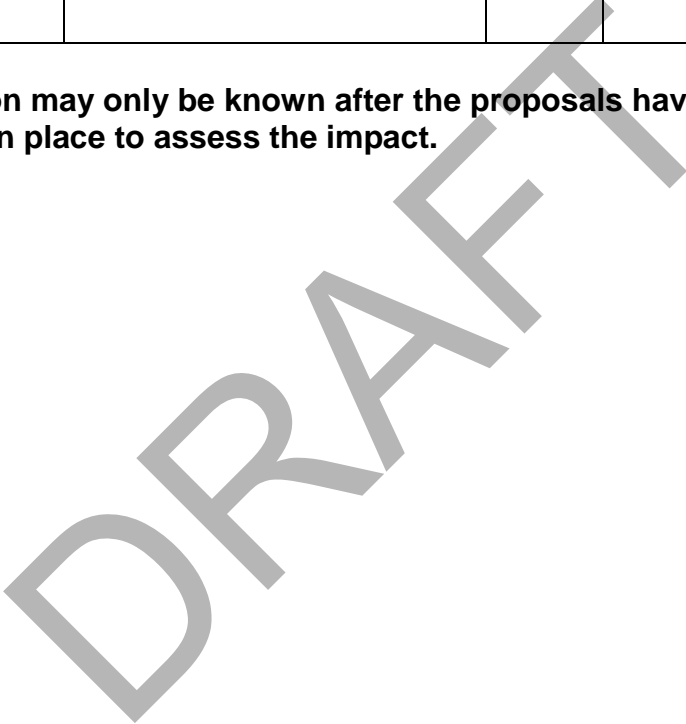 on may only be known after the proposals hav
n place to assess the impact.
DRAFT